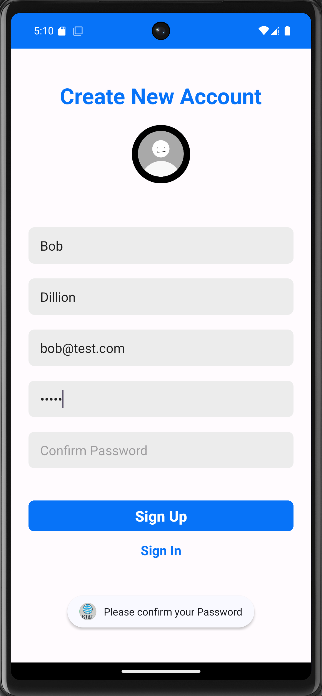 5:10
Create New Account
Bob
Dillion
bob@test.com
•••••
Confirm Password
Sign Up
Sign In
Please confirm your Password